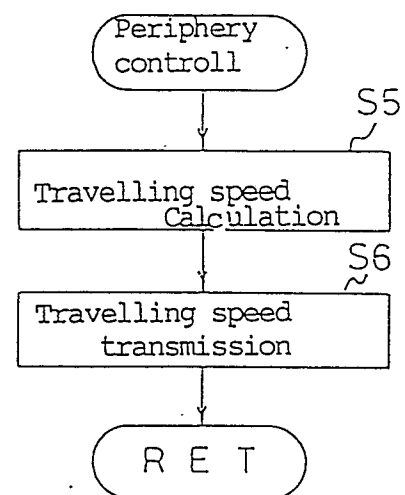 Periphery
controll
S5
Travelling speed
Calculation
S6
Travelling speed
transmission
R E T